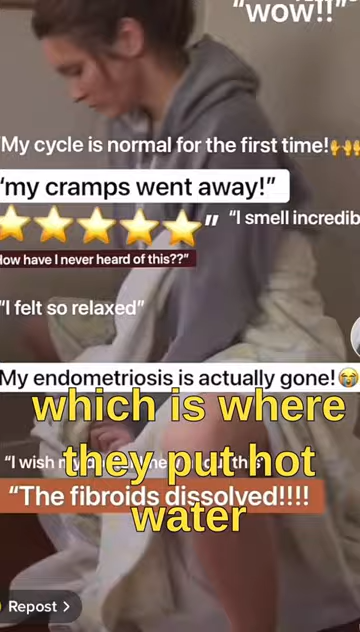 “wow!!”
“My cycle is normal for the first time!🙌🙌
“my cramps went away!”
⭐⭐⭐⭐⭐” “I smell incredib
How have I never heard of this??”
“I felt so relaxed”
My endometriosis is actually gone!😭
which is where
they put hot
“I wish this
“The fibroids dissolved!!!!
water
Repost >